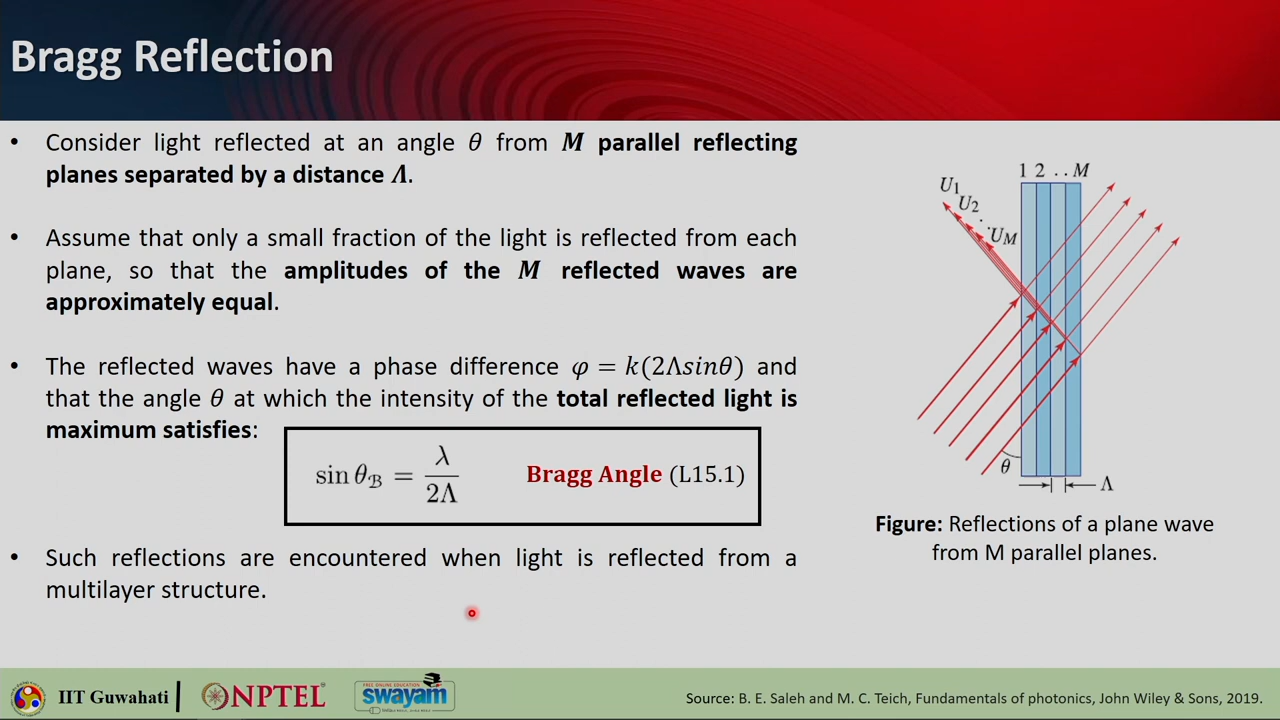 Bragg Reflection
• Consider light reflected at an angle θ from M parallel reflecting
planes separated by a distance Λ.
• Assume that only a small fraction of the light is reflected from each
plane, so that the amplitudes of the M reflected waves are
approximately equal.
• The reflected waves have a phase difference φ = k(2Λsinθ) and
that the angle θ at which the intensity of the total reflected light is
maximum satisfies:
sin θ_ℬ = λ/2Λ Bragg Angle (L15.1)
• Such reflections are encountered when light is reflected from a
multilayer structure.
1 2 . . M
U₁
U₂
.
.
U_M
θ
Λ
Figure: Reflections of a plane wave
from M parallel planes.
IIT Guwahati
NPTEL
FREE ONLINE EDUCATION
swayam
Source: B. E. Saleh and M. C. Teich, Fundamentals of photonics, John Wiley & Sons, 2019.